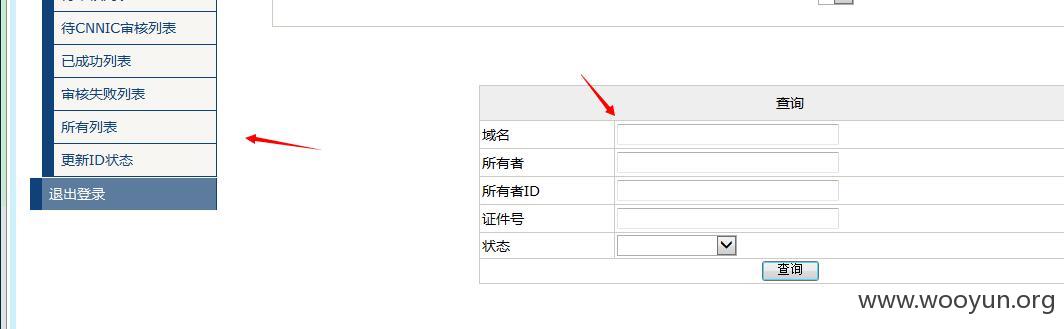 待CNNIC审核列表
已成功列表
审核失败列表
所有列表
更新ID状态
退出登录
查询
域名
所有者
所有者ID
证件号
状态
查询
www.wooyun.org